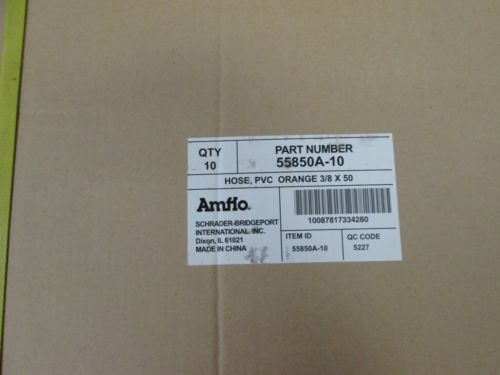 QTY
10
PART NUMBER
55850A-10
HOSE, PVC ORANGE 3/8 X 50
Amflo.
SCHRADER-BRIDGEPORT
INTERNATIONAL, INC.
Dixon, IL 61021
MADE IN CHINA
10087817334280
ITEM ID
55850A-10
QC CODE
5227